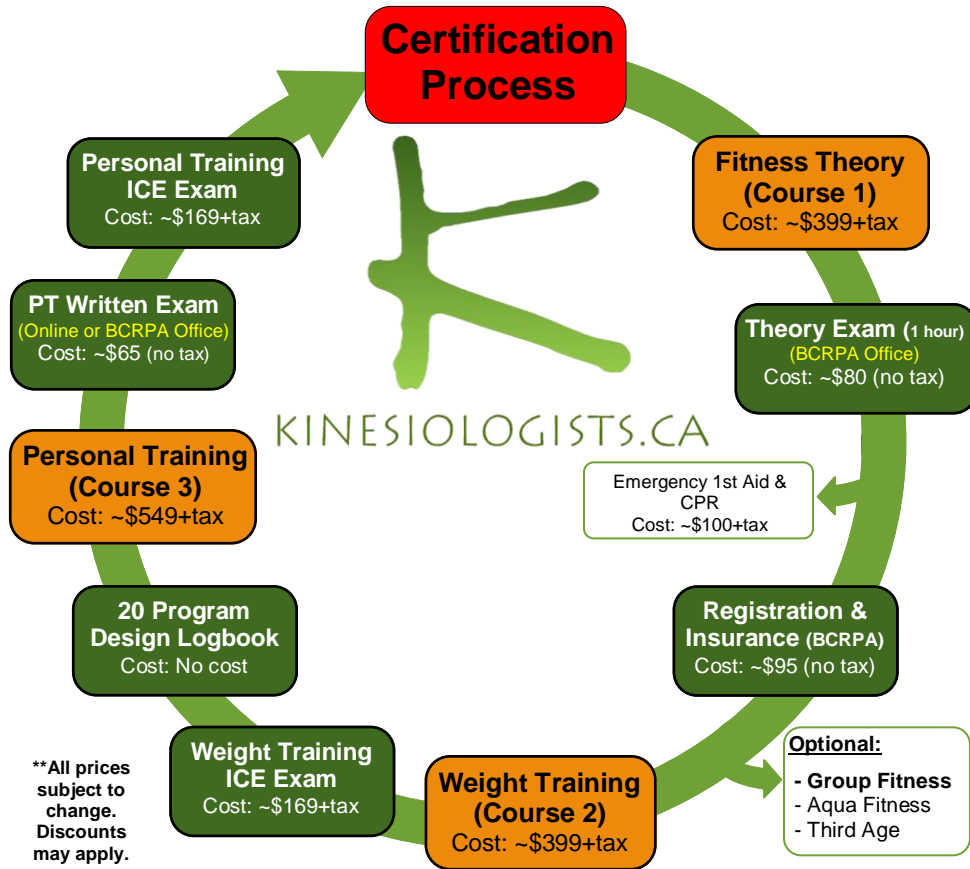 Certification
Process
Fitness Theory
(Course 1)
Cost: ~$399+tax
Theory Exam (1 hour)
(BCRPA Office)
Cost: ~$80 (no tax)
Emergency 1st Aid &
CPR
Cost: ~$100+tax
Registration &
Insurance (BCRPA)
Cost: ~$95 (no tax)
Optional:
- Group Fitness
- Aqua Fitness
- Third Age
Weight Training
(Course 2)
Cost: ~$399+tax
Weight Training
ICE Exam
Cost: ~$169+tax
20 Program
Design Logbook
Cost: No cost
Personal Training
(Course 3)
Cost: ~$549+tax
PT Written Exam
(Online or BCRPA Office)
Cost: ~$65 (no tax)
Personal Training
ICE Exam
Cost: ~$169+tax
KINESIOLOGISTS.CA
**All prices
subject to
change.
Discounts
may apply.